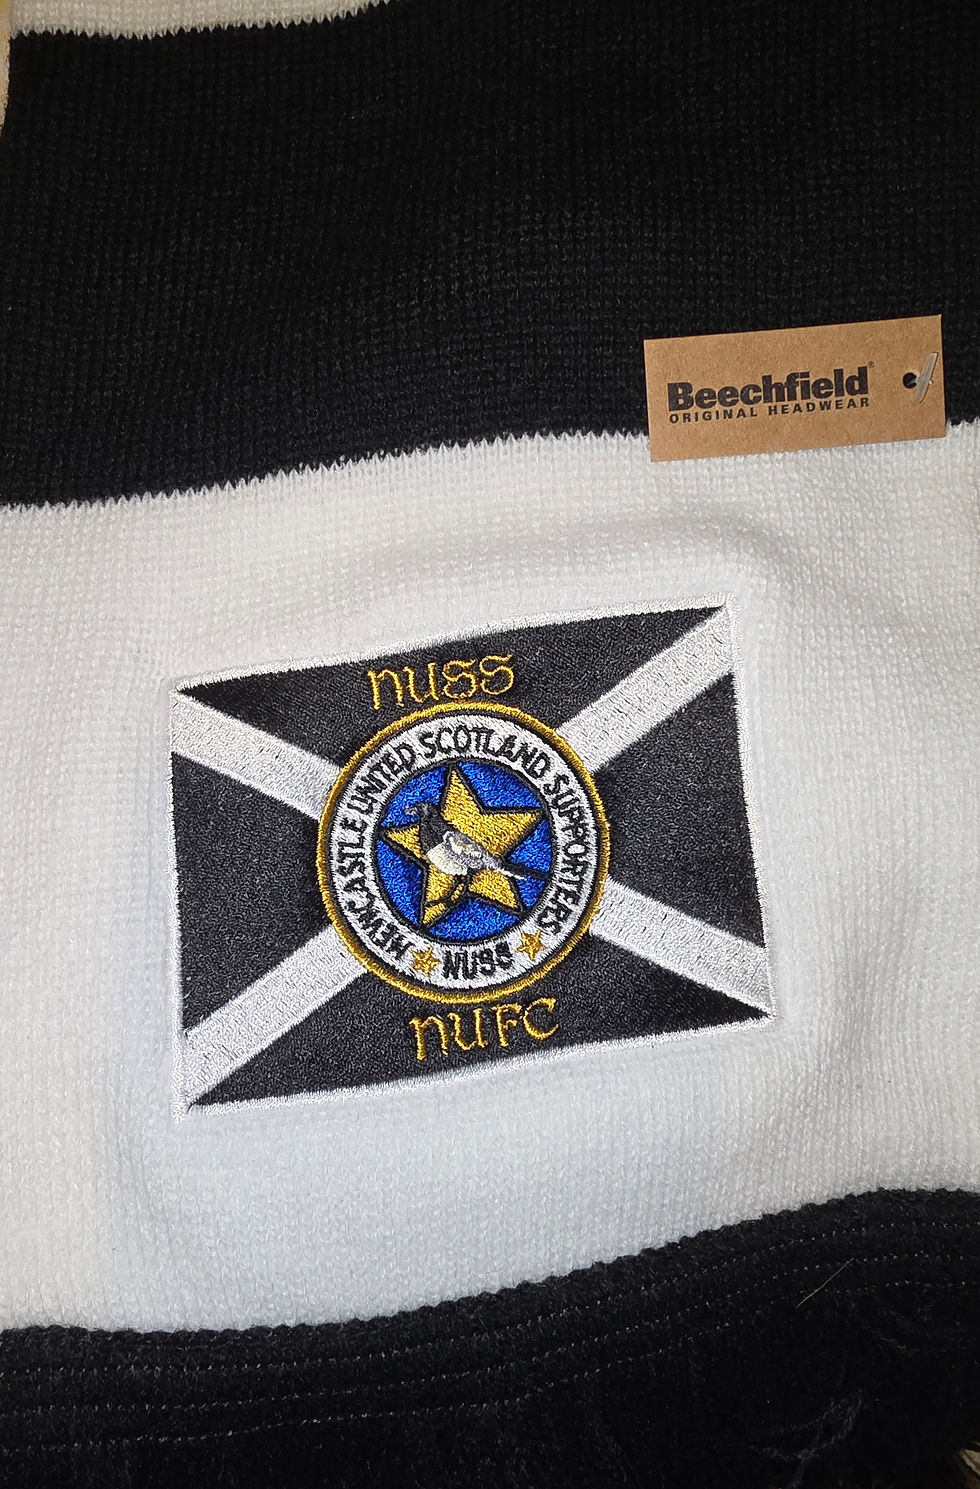 Beechfield®
ORIGINAL HEADWEAR
NUSS
NEWCASTLE UNITED SCOTLAND SUPPORTERS
NUSS
NUFC